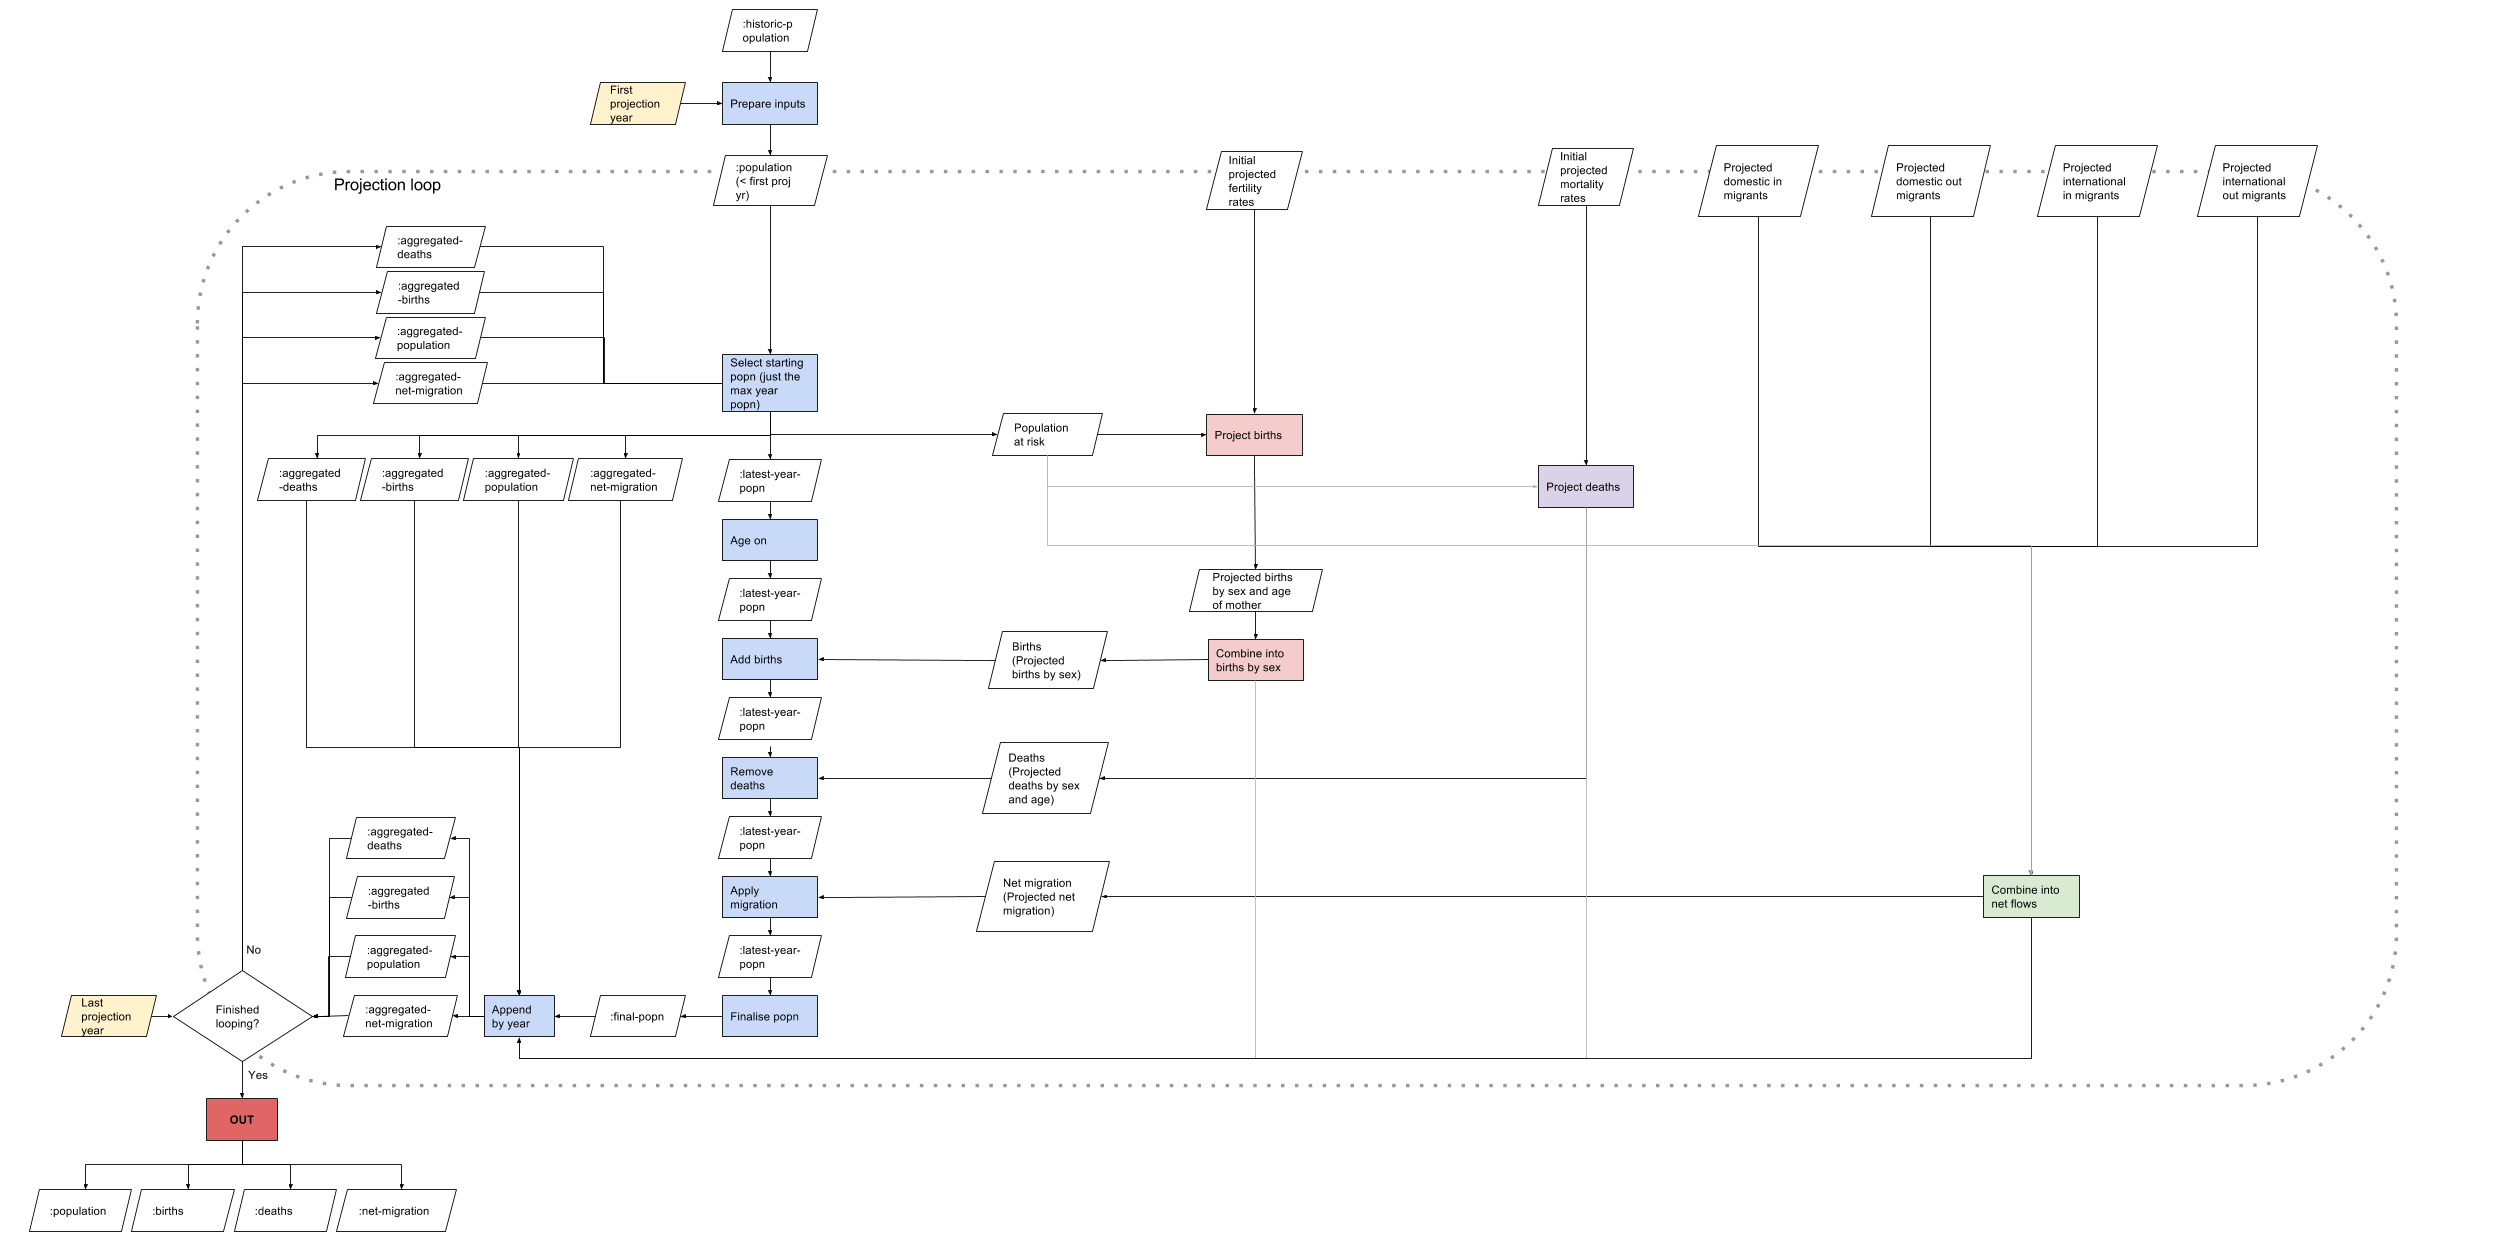 :historic-p
opulation
First
projection
year
Prepare inputs
:population
(< first proj
yr)
Initial
projected
fertility
rates
Initial
projected
mortality
rates
Projected
domestic in
migrants
Projected
domestic out
migrants
Projected
international
in migrants
Projected
international
out migrants
Projection loop
:aggregated-
deaths
:aggregated
-births
:aggregated-
population
:aggregated-
net-migration
Select starting
popn (just the
max year
popn)
Population
at risk
Project births
:aggregated
-deaths
:aggregated
-births
:aggregated-
population
:aggregated-
net-migration
:latest-year-
popn
Project deaths
Age on
:latest-year-
popn
Projected births
by sex and age
of mother
Add births
Births
(Projected
births by sex)
Combine into
births by sex
:latest-year-
popn
Remove
deaths
Deaths
(Projected
deaths by sex
and age)
:aggregated-
deaths
:latest-year-
popn
:aggregated
-births
Apply
migration
Net migration
(Projected net
migration)
Combine into
net flows
No
:aggregated-
population
:latest-year-
popn
Last
projection
year
Finished
looping?
:aggregated-
net-migration
Append
by year
:final-popn
Finalise popn
Yes
OUT
:population
:births
:deaths
:net-migration